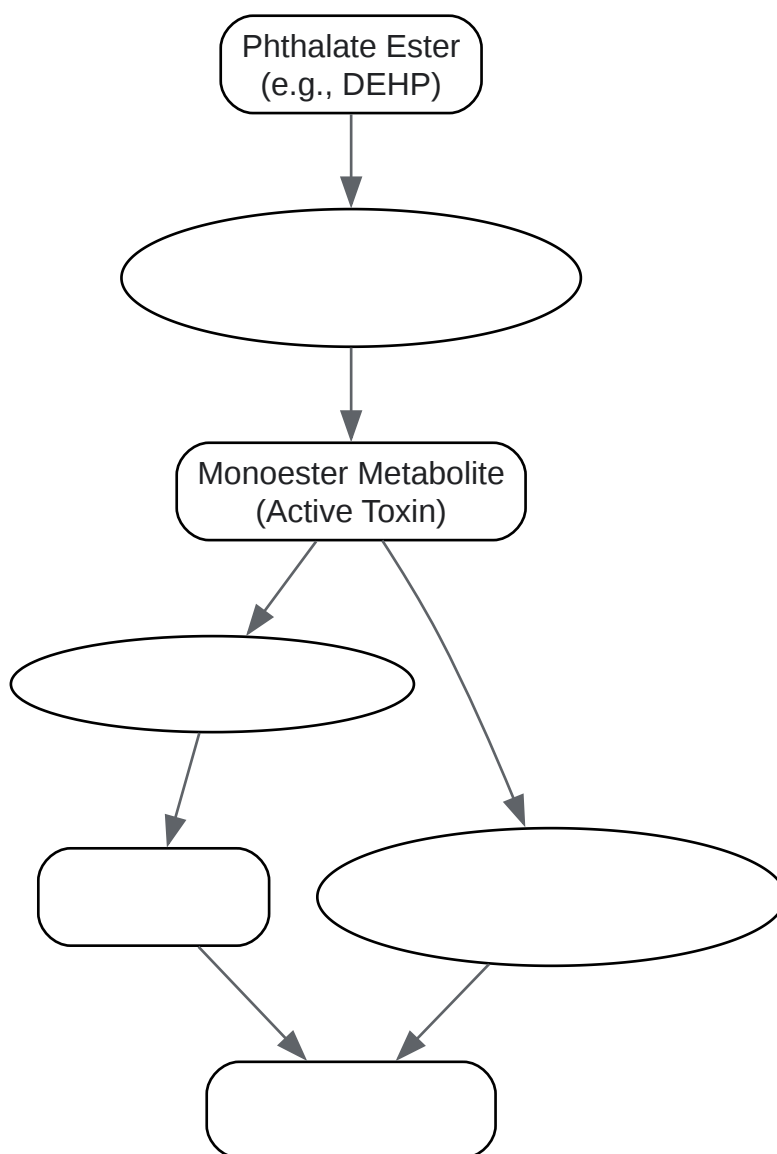 Phthalate Ester
(e.g., DEHP)
Monoester Metabolite
(Active Toxin)